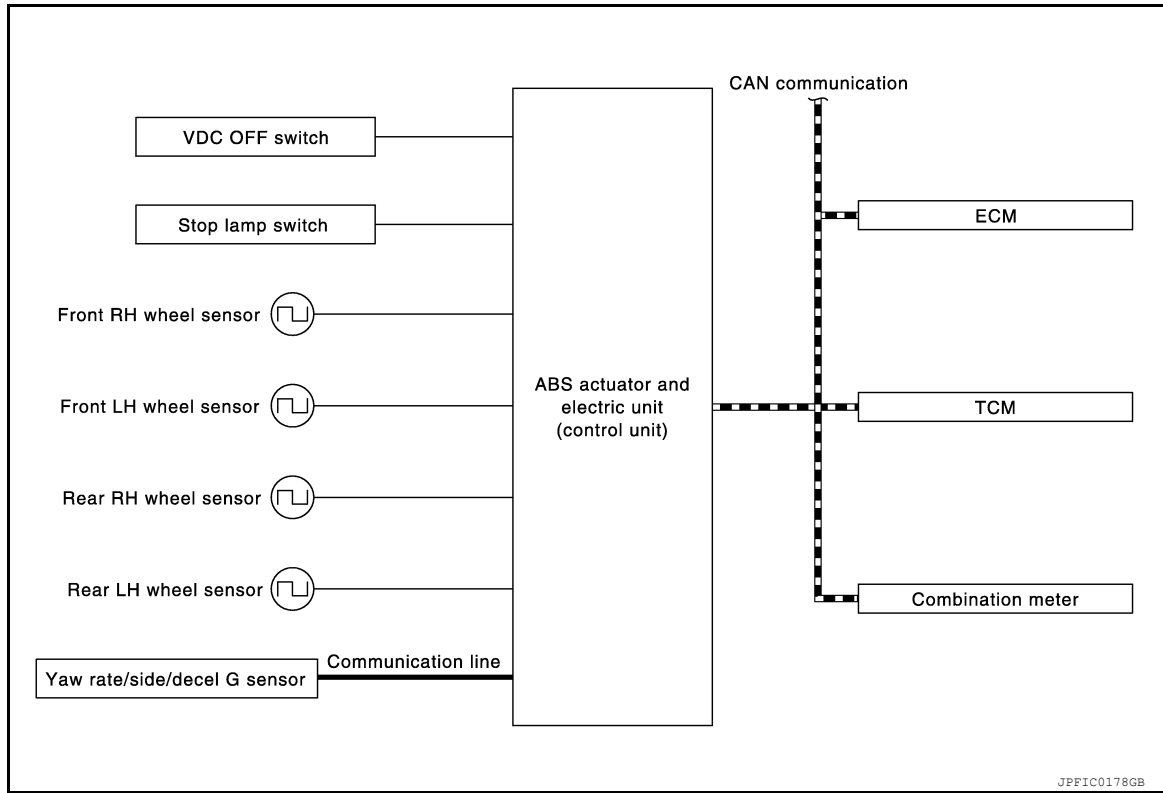 CAN communication
VDC OFF switch
Stop lamp switch
Front RH wheel sensor
Front LH wheel sensor
Rear RH wheel sensor
Rear LH wheel sensor
Communication line
Yaw rate/side/decel G sensor
ABS actuator and
electric unit
(control unit)
ECM
TCM
Combination meter
JPFIC0178GB